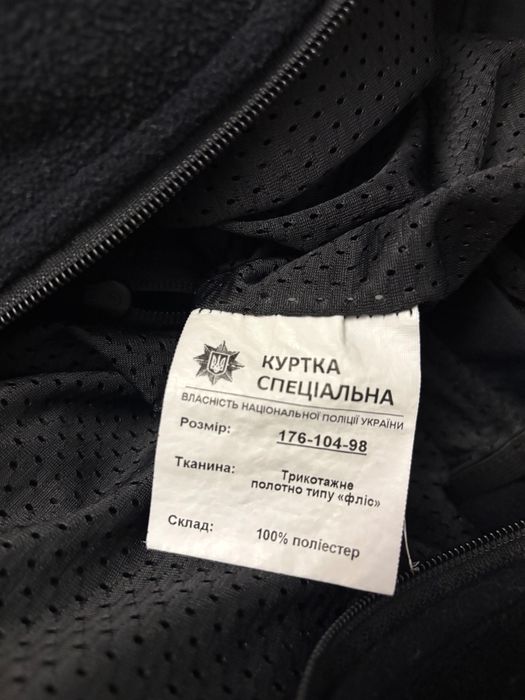 КУРТКА
СПЕЦІАЛЬНА
ВЛАСНІСТЬ НАЦІОНАЛЬНОЇ ПОЛІЦІЇ УКРАЇНИ
Розмір: 176-104-98
Тканина: Трикотажне
полотно типу «фліс»
Склад: 100% поліестер